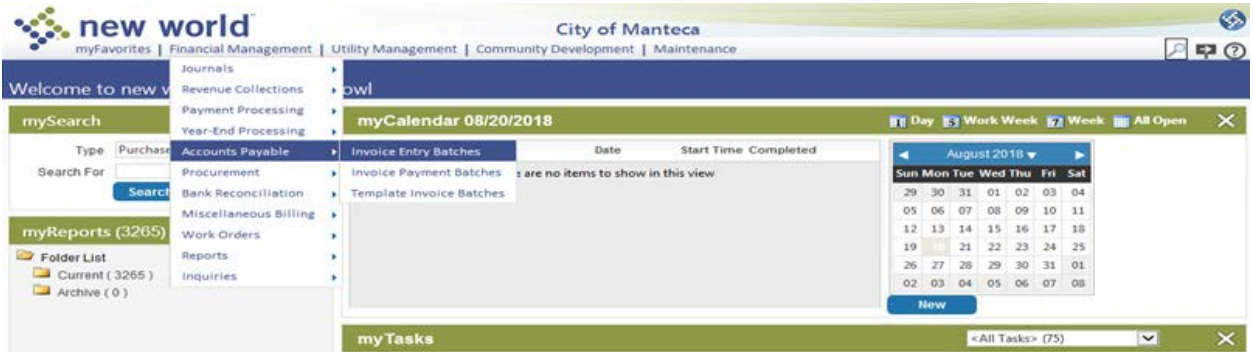 new world
City of Manteca
myFavorites | Financial Management | Utility Management | Community Development | Maintenance
Journals
Welcome to new w
Revenue Collections
owl
Payment Processing
mySearch
myCalendar 08/20/2018
Day Work Week Week All Open
Year-End Processing
Type Purchase
Accounts Payable
Invoice Entry Batches
Date Start Time Completed
August 2018
Search For
Procurement
Invoice Payment Batches
are no items to show in this view
Sun Mon Tue Wed Thu Fri Sat
Search
Bank Reconciliation
Template Invoice Batches
29 30 31 01 02 03 04
Miscellaneous Billing
05 06 07 08 09 10 11
myReports (3265)
Work Orders
12 13 14 15 16 17 18
Folder List
Reports
19 21 22 23 24 25
Current ( 3265 )
Inquiries
26 27 28 29 30 31 01
Archive ( 0 )
02 03 04 05 06 07 08
New
myTasks
<All Tasks> (75)